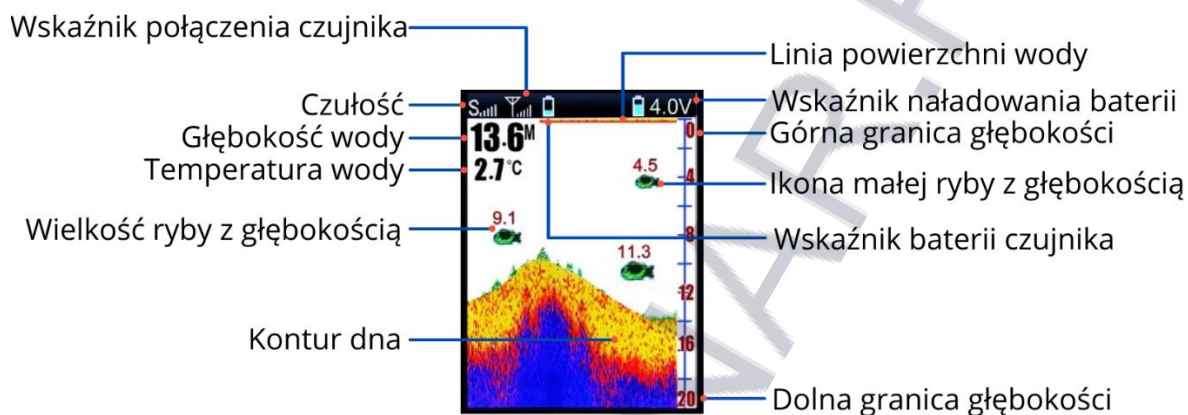 Wskaźnik połączenia czujnika
Linia powierzchni wody
Czułość
S
4.0V
Wskaźnik naładowania baterii
Głębokość wody
13.6M
0
Górna granica głębokości
Temperatura wody
2.7°C
4.5
4
Ikona małej ryby z głębokością
Wielkość ryby z głębokością
9.1
8
Wskaźnik baterii czujnika
11.3
12
Kontur dna
16
20
Dolna granica głębokości